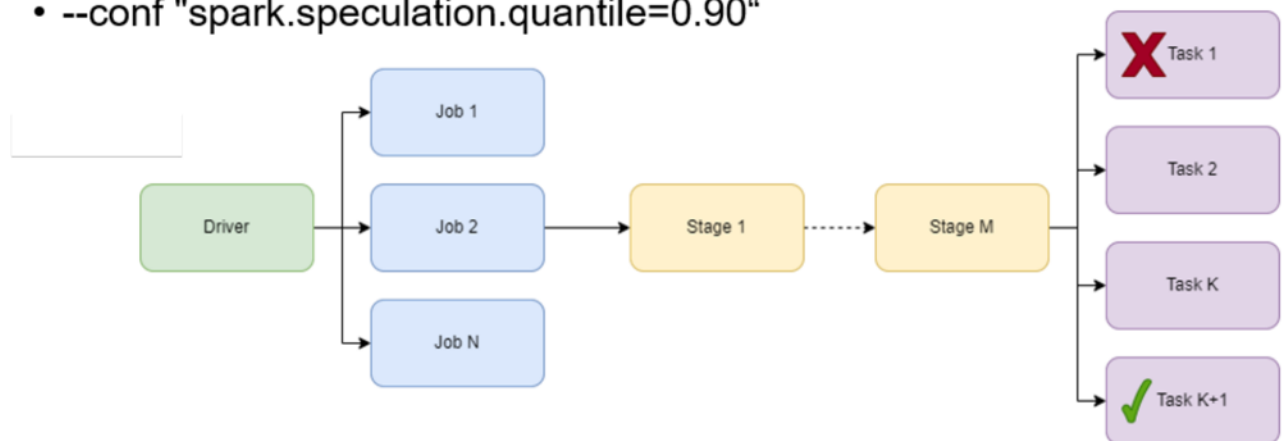 • --conf "spark.speculation.quantile=0.90“
Driver
Job 1
Job 2
Job N
Stage 1
Stage M
Task 1
Task 2
Task K
Task K+1